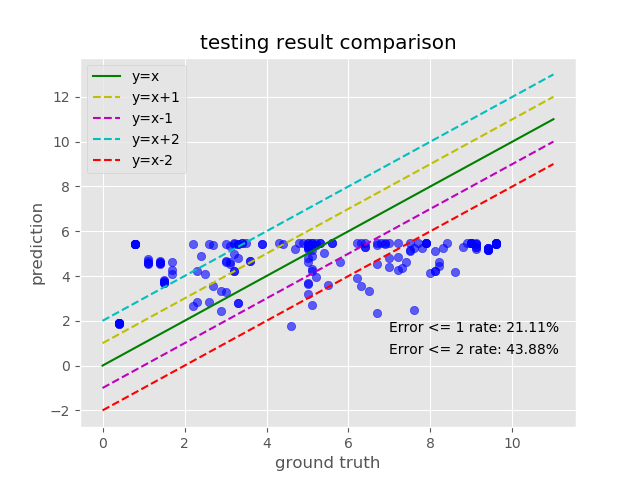 testing result comparison
y=x
y=x+1
y=x-1
y=x+2
y=x-2
12
10
8
6
4
2
0
−2
prediction
Error <= 1 rate: 21.11%
Error <= 2 rate: 43.88%
0 2 4 6 8 10
ground truth